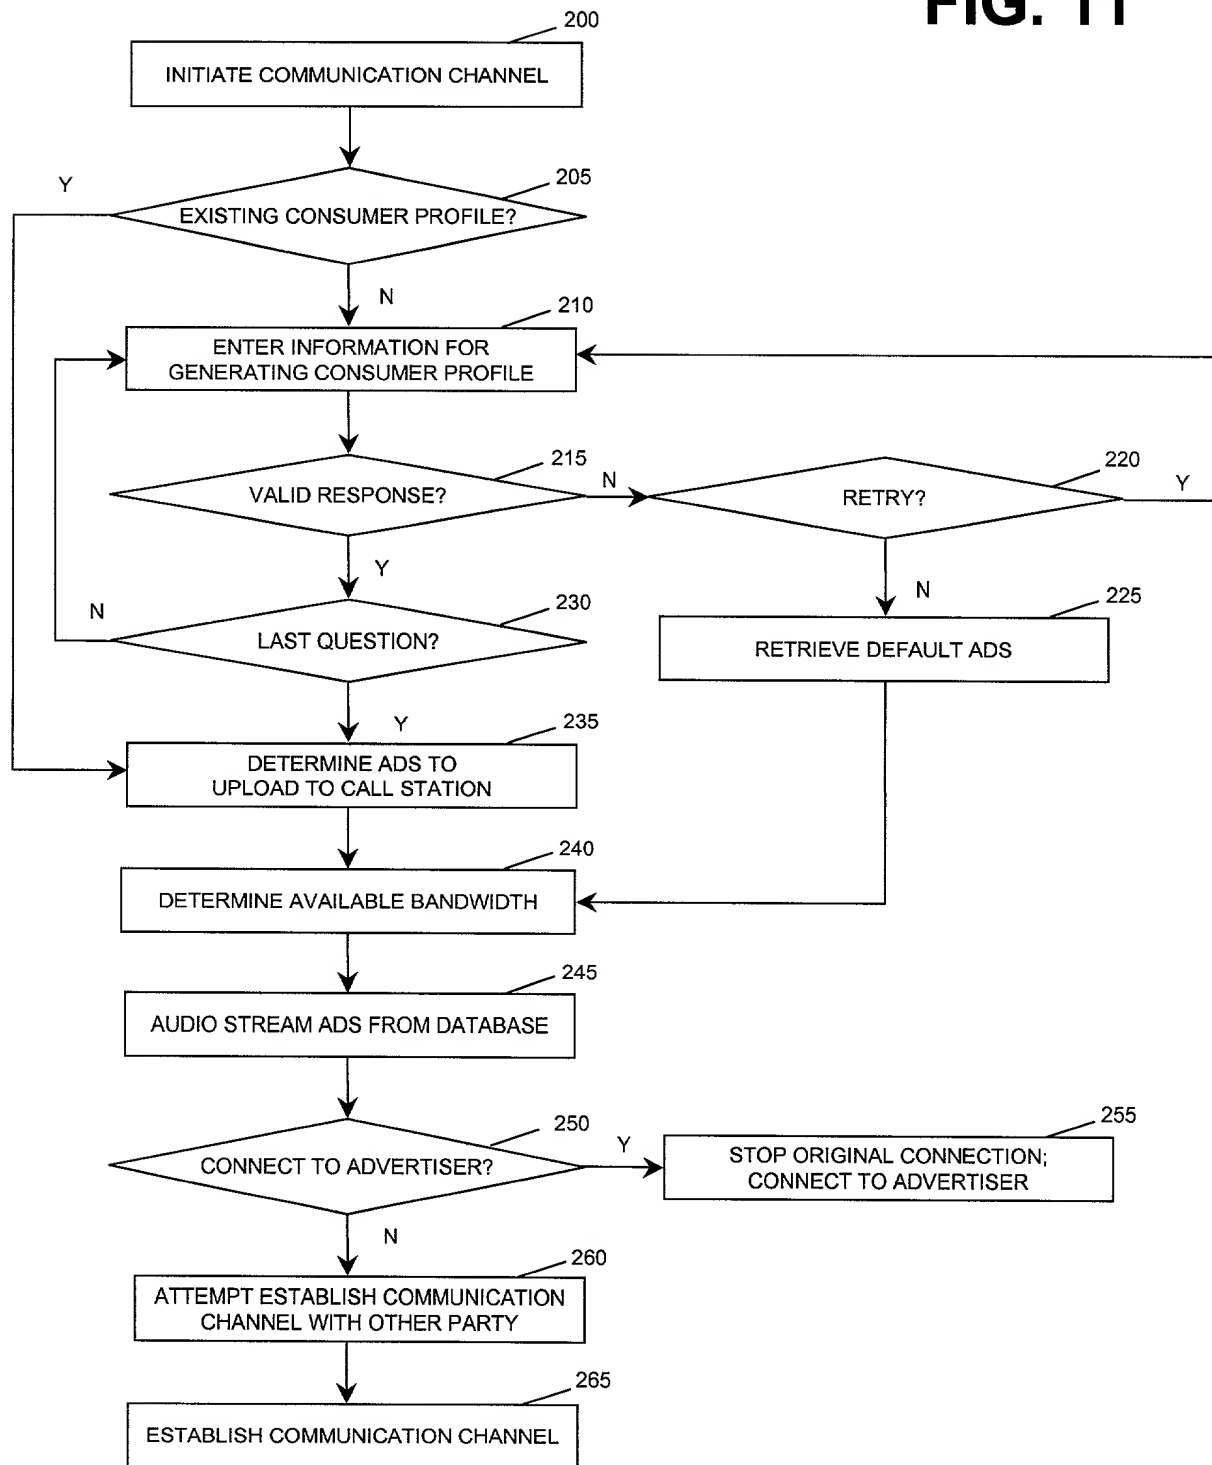 FIG. 11
200
INITIATE COMMUNICATION CHANNEL
Y
205
EXISTING CONSUMER PROFILE?
N
210
ENTER INFORMATION FOR
GENERATING CONSUMER PROFILE
215
VALID RESPONSE?
N
220
RETRY?
Y
Y
N
230
LAST QUESTION?
N
225
RETRIEVE DEFAULT ADS
Y
235
DETERMINE ADS TO
UPLOAD TO CALL STATION
240
DETERMINE AVAILABLE BANDWIDTH
245
AUDIO STREAM ADS FROM DATABASE
250
CONNECT TO ADVERTISER?
Y
255
STOP ORIGINAL CONNECTION;
CONNECT TO ADVERTISER
N
260
ATTEMPT ESTABLISH COMMUNICATION
CHANNEL WITH OTHER PARTY
265
ESTABLISH COMMUNICATION CHANNEL